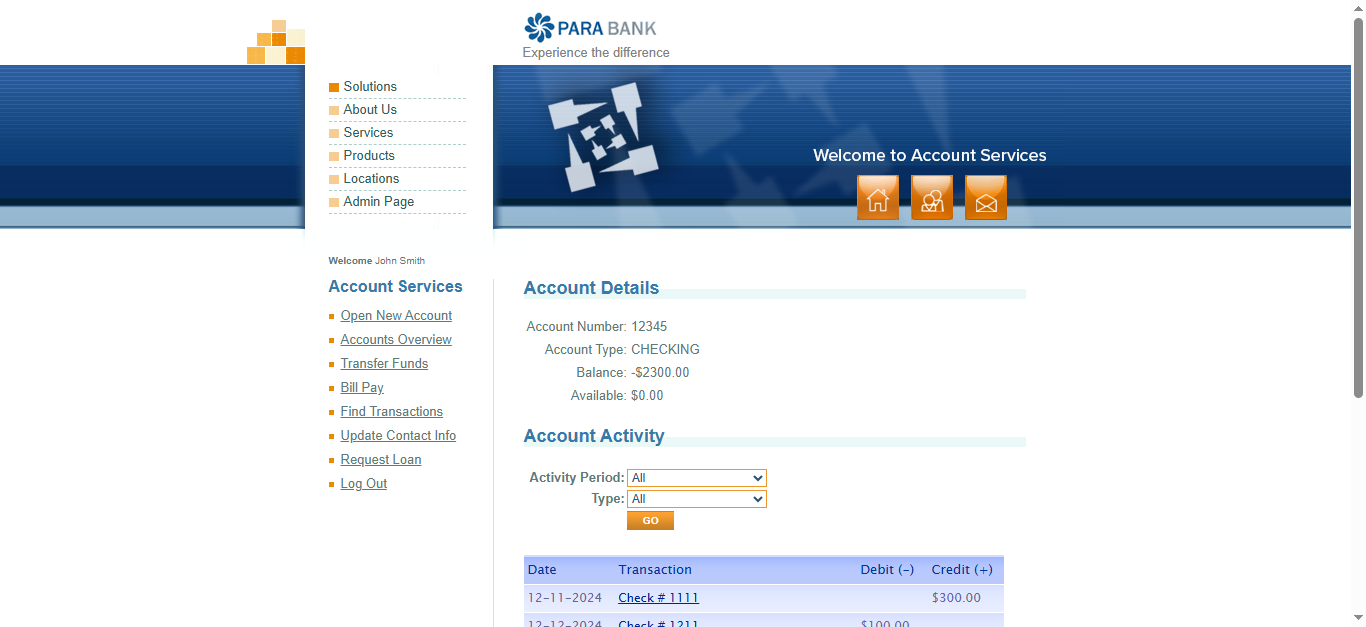 PARA BANK
Experience the difference
Solutions
About Us
Services
Products
Locations
Admin Page
Welcome to Account Services
Welcome John Smith
Account Services
Open New Account
Accounts Overview
Transfer Funds
Bill Pay
Find Transactions
Update Contact Info
Request Loan
Log Out
Account Details
Account Number: 12345
Account Type: CHECKING
Balance: -$2300.00
Available: $0.00
Account Activity
Activity Period: All
Type: All
GO
Date Transaction Debit (-) Credit (+)
12-11-2024 Check # 1111 $300.00
12-12-2024 Check # 1211 $100.00